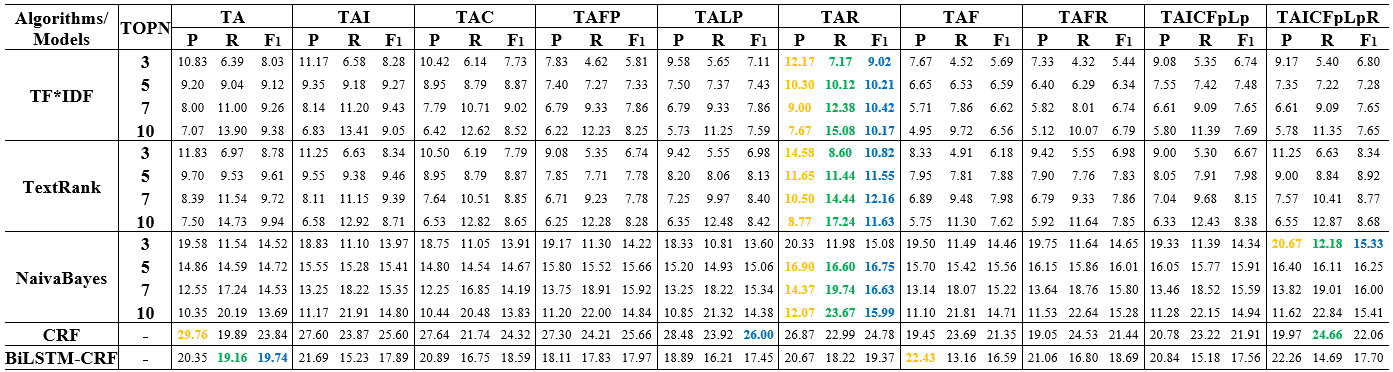 Algorithms/ Models TOPN TA TAI TAC TAFP TALP TAR TAF TAFR TAICFpLp TAICFpLpR
P R F1 P R F1 P R F1 P R F1 P R F1 P R F1 P R F1 P R F1 P R F1 P R F1
TF*IDF
3 10.83 6.39 8.03 11.17 6.58 8.28 10.42 6.14 7.73 7.83 4.62 5.81 9.58 5.65 7.11 12.17 7.17 9.02 7.67 4.52 5.69 7.33 4.32 5.44 9.08 5.35 6.74 9.17 5.40 6.80
5 9.20 9.04 9.12 9.35 9.18 9.27 8.95 8.79 8.87 7.40 7.27 7.33 7.50 7.37 7.43 10.30 10.12 10.21 6.65 6.53 6.59 6.40 6.29 6.34 7.55 7.42 7.48 7.35 7.22 7.28
7 8.00 11.00 9.26 8.14 11.20 9.43 7.79 10.71 9.02 6.79 9.33 7.86 6.79 9.33 7.86 9.00 12.38 10.42 5.71 7.86 6.62 5.82 8.01 6.74 6.61 9.09 7.65 6.61 9.09 7.65
10 7.07 13.90 9.38 6.83 13.41 9.05 6.42 12.62 8.52 6.22 12.23 8.25 5.73 11.25 7.59 7.67 15.08 10.17 4.95 9.72 6.56 5.12 10.07 6.79 5.80 11.39 7.69 5.78 11.35 7.65
TextRank
3 11.83 6.97 8.78 11.25 6.63 8.34 10.50 6.19 7.79 9.08 5.35 6.74 9.42 5.55 6.98 14.58 8.60 10.82 8.33 4.91 6.18 9.42 5.55 6.98 9.00 5.30 6.67 11.25 6.63 8.34
5 9.70 9.53 9.61 9.55 9.38 9.46 8.95 8.79 8.87 7.85 7.71 7.78 8.20 8.06 8.13 11.65 11.44 11.55 7.95 7.81 7.88 7.90 7.76 7.83 8.05 7.91 7.98 9.00 8.84 8.92
7 8.39 11.54 9.72 8.11 11.15 9.39 7.64 10.51 8.85 6.71 9.23 7.78 7.25 9.97 8.40 10.50 14.44 12.16 6.89 9.48 7.98 6.79 9.33 7.86 7.04 9.68 8.15 7.57 10.41 8.77
10 7.50 14.73 9.94 6.58 12.92 8.71 6.53 12.82 8.65 6.25 12.28 8.28 6.35 12.48 8.42 8.77 17.24 11.63 5.75 11.30 7.62 5.92 11.64 7.85 6.33 12.43 8.38 6.55 12.87 8.68
NaivaBayes
3 19.58 11.54 14.52 18.83 11.10 13.97 18.75 11.05 13.91 19.17 11.30 14.22 18.33 10.81 13.60 20.33 11.98 15.08 19.50 11.49 14.46 19.75 11.64 14.65 19.33 11.39 14.34 20.67 12.18 15.33
5 14.86 14.59 14.72 15.55 15.28 15.41 14.80 14.54 14.67 15.80 15.52 15.66 15.20 14.93 15.06 16.90 16.60 16.75 15.70 15.42 15.56 16.15 15.86 16.01 16.05 15.77 15.91 16.40 16.11 16.25
7 12.55 17.24 14.53 13.25 18.22 15.35 12.25 16.85 14.19 13.75 18.91 15.92 13.25 18.22 15.34 14.37 19.74 16.63 13.14 18.07 15.22 13.64 18.76 15.80 13.46 18.52 15.59 13.82 19.01 16.00
10 10.35 20.19 13.69 11.17 21.91 14.80 10.44 20.48 13.83 11.20 22.00 14.84 10.85 21.32 14.38 12.07 23.67 15.99 11.10 21.81 14.71 11.53 22.64 15.28 11.28 22.15 14.94 11.62 22.84 15.41
CRF - 29.76 19.89 23.84 27.60 23.87 25.60 27.64 21.74 24.32 27.30 24.21 25.66 28.48 23.92 26.00 26.87 22.99 24.78 19.45 23.69 21.35 19.05 24.53 21.44 20.78 23.22 21.91 19.97 24.66 22.06
BiLSTM-CRF - 20.35 19.16 19.74 21.69 15.23 17.89 20.89 16.75 18.59 18.11 17.83 17.97 18.89 16.21 17.45 20.67 18.22 19.37 22.43 13.16 16.59 21.06 16.80 18.69 20.84 15.18 17.56 22.26 14.69 17.70